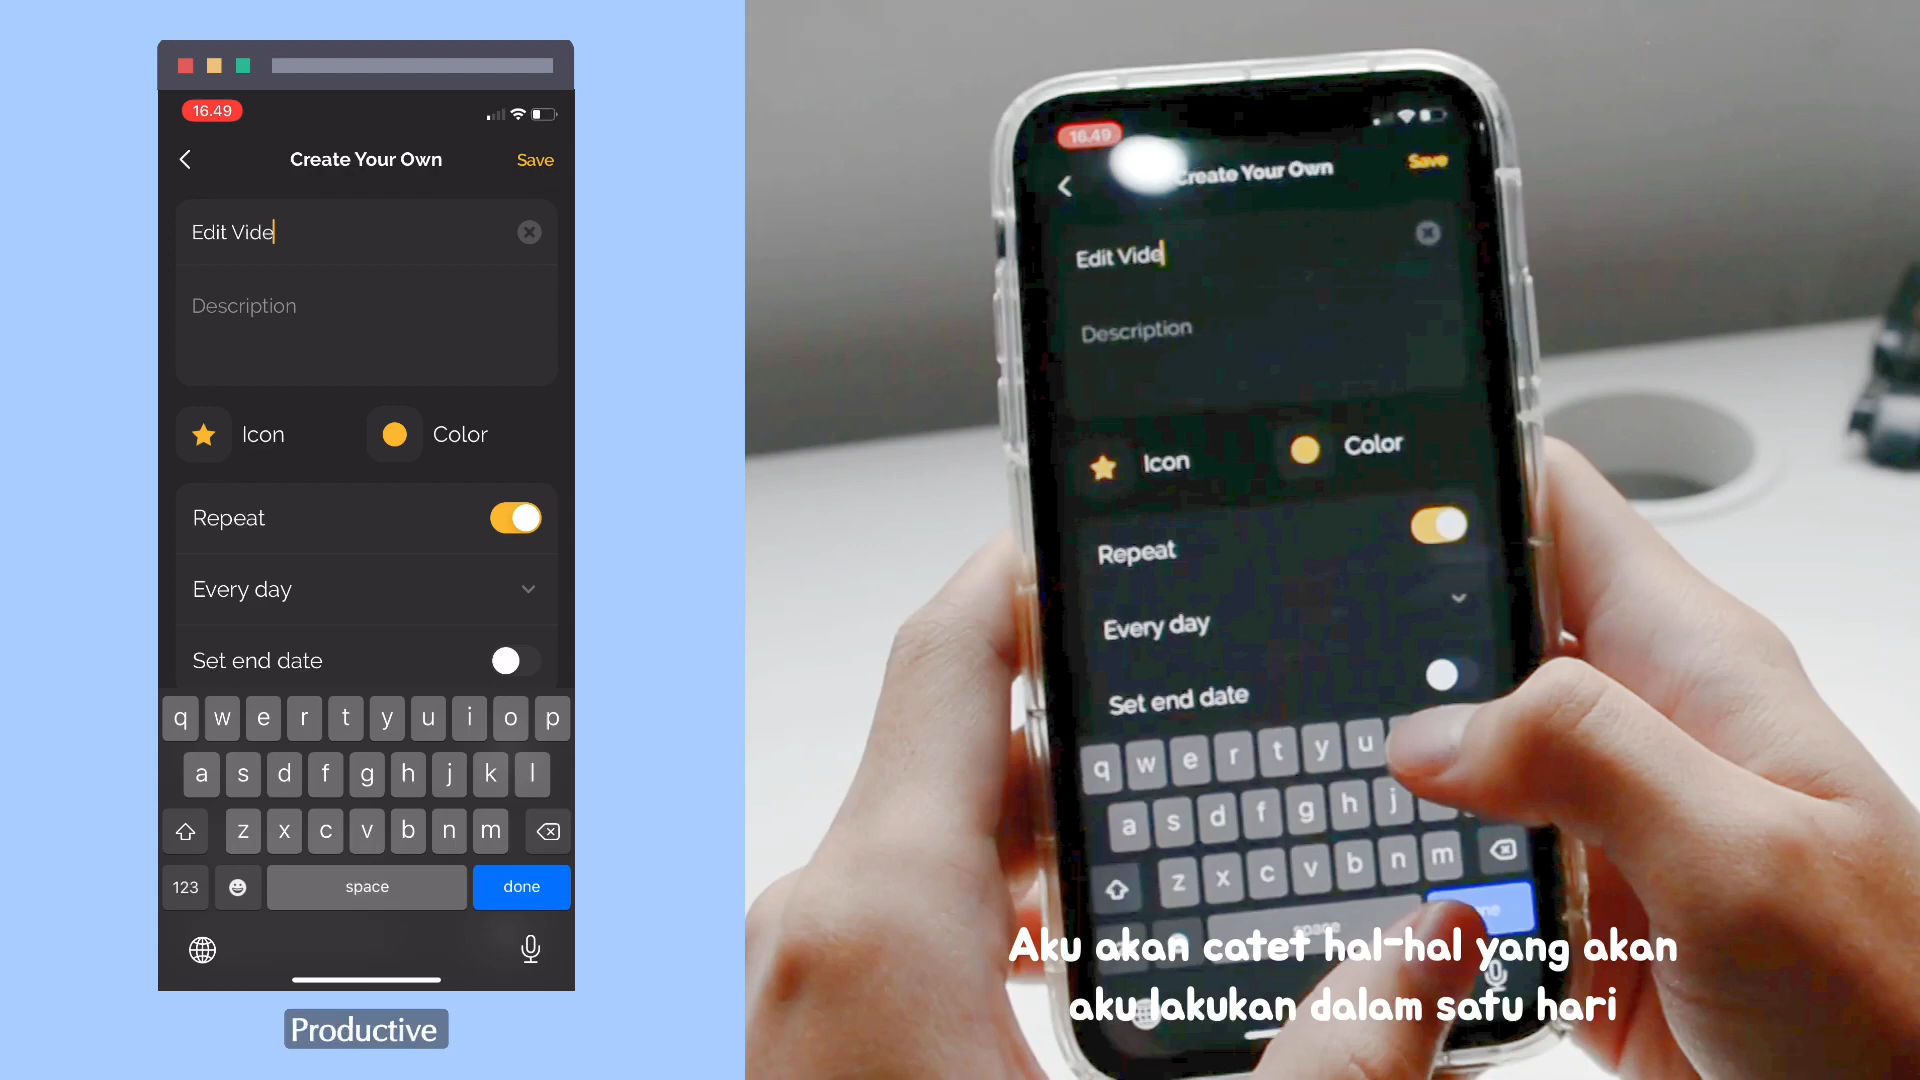 16.49
Create Your Own
Save
Edit Vide
Description
Icon
Color
Repeat
Every day
Set end date
q w e r t y u i o p
a s d f g h j k l
z x c v b n m
123
space
done
Productive
16.49
Create Your Own
Save
Edit Vide
Description
Icon
Color
Repeat
Every day
Set end date
q w e r t y u
a s d f g h j
z x c v b n m
space
Aku akan catet hal-hal yang akan
aku lakukan dalam satu hari